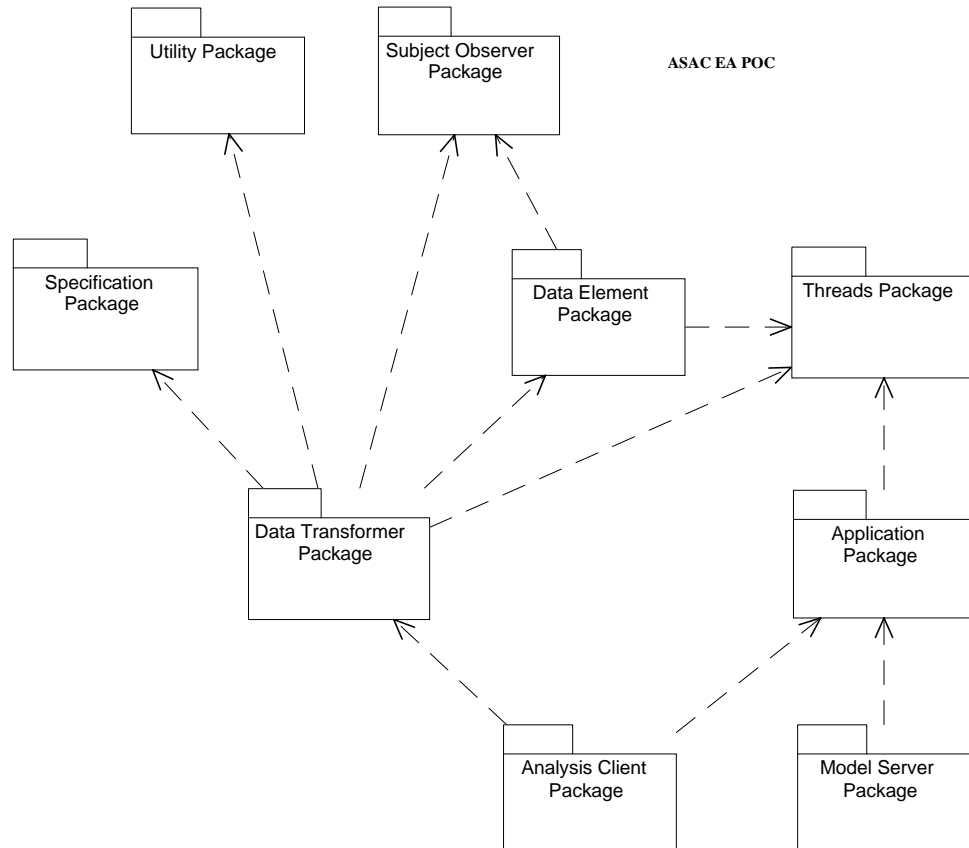 Utility Package
Subject Observer
Package
ASAC EA POC
Specification
Package
Data Element
Package
Threads Package
Data Transformer
Package
Application
Package
Analysis Client
Package
Model Server
Package